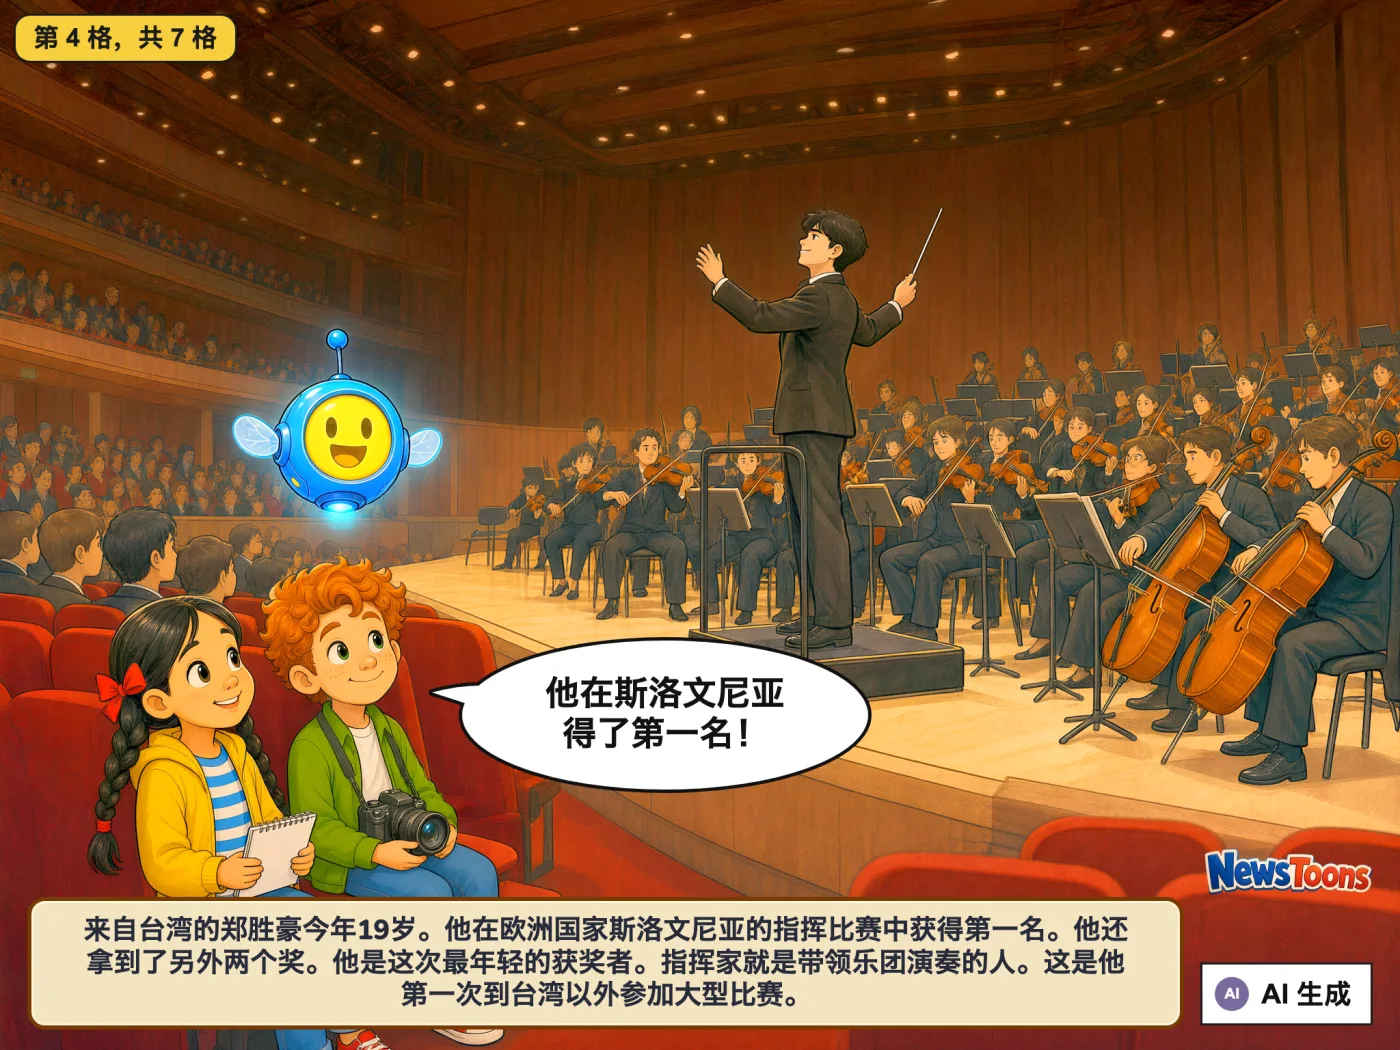 第 4 格，共 7 格
他在斯洛文尼亚
得了第一名！
NewsToons
来自台湾的郑胜豪今年19岁。他在欧洲国家斯洛文尼亚的指挥比赛中获得第一名。他还
拿到了另外两个奖。他是这次最年轻的获奖者。指挥家就是带领乐团演奏的人。这是他
第一次到台湾以外参加大型比赛。
AI AI 生成